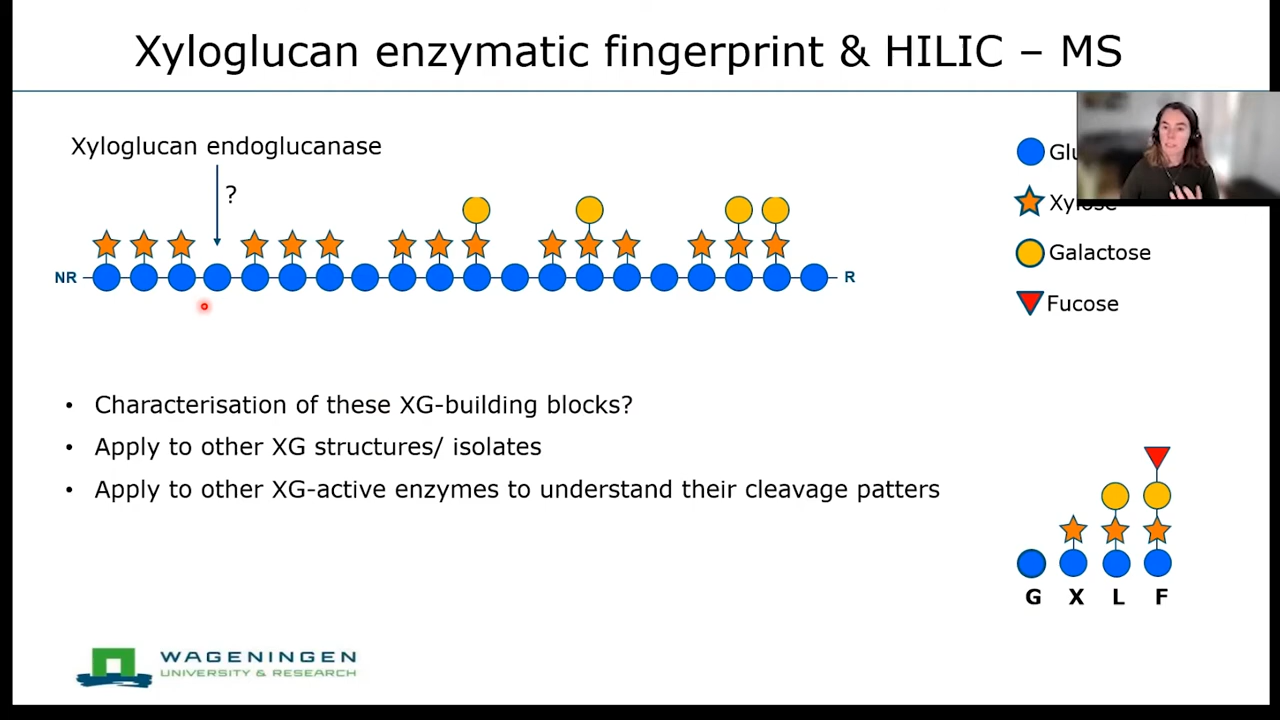 Xyloglucan enzymatic fingerprint & HILIC – MS
Xyloglucan endoglucanase
?
NR
R
Xylose
Galactose
Fucose
• Characterisation of these XG-building blocks?
• Apply to other XG structures/ isolates
• Apply to other XG-active enzymes to understand their cleavage patters
G X L F
WAGENINGEN
UNIVERSITY & RESEARCH